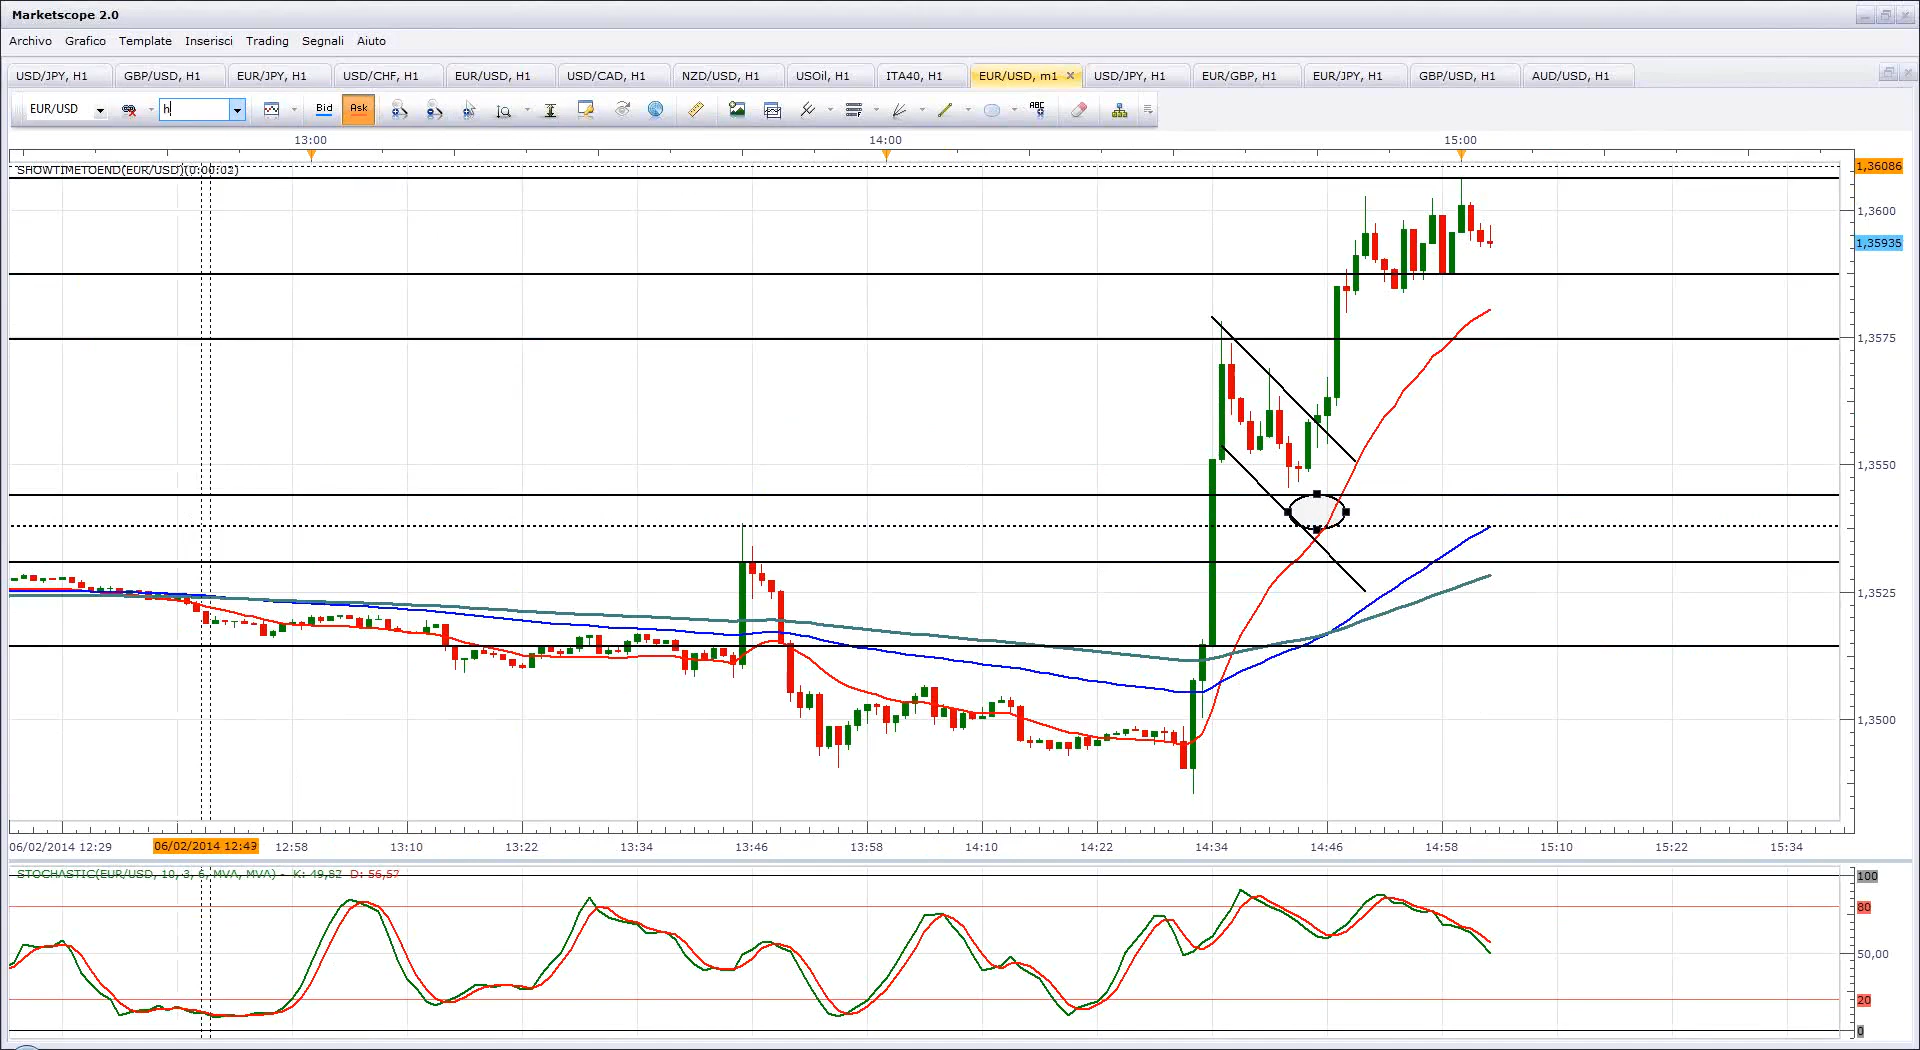 Marketscope 2.0
Archivo Grafico Template Inserisci Trading Segnali Aiuto
USD/JPY, H1 GBP/USD, H1 EUR/JPY, H1 USD/CHF, H1 EUR/USD, H1 USD/CAD, H1 NZD/USD, H1 USOil, H1 ITA40, H1 EUR/USD, m1 USD/JPY, H1 EUR/GBP, H1 EUR/JPY, H1 GBP/USD, H1 AUD/USD, H1
EUR/USD h Bid Ask ABC
13:00 14:00 15:00
SHOWTIMETOEND(EUR/USD)(0:00:02)
1,36086
1,3600
1,35935
1,3575
1,3550
1,3525
1,3500
06/02/2014 12:29 06/02/2014 12:43 12:58 13:10 13:22 13:34 13:46 13:58 14:10 14:22 14:34 14:46 14:58 15:10 15:22 15:34
STOCHASTIC(EUR/USD, 10, 3, 6, MVA, MVA) - K: 49,82 D: 56,57
100
80
50,00
20
0